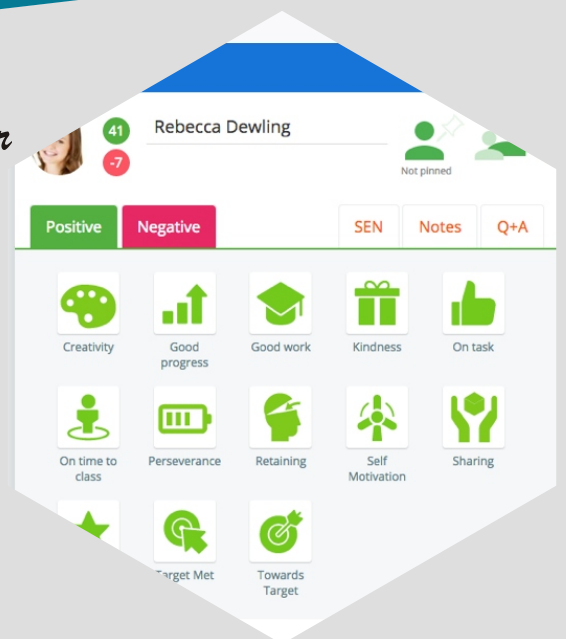 41
Rebecca Dewling
-7
Not pinned
Positive Negative SEN Notes Q+A
Creativity Good progress Good work Kindness On task
On time to class Perseverance Retaining Self Motivation Sharing
Target Met Towards Target